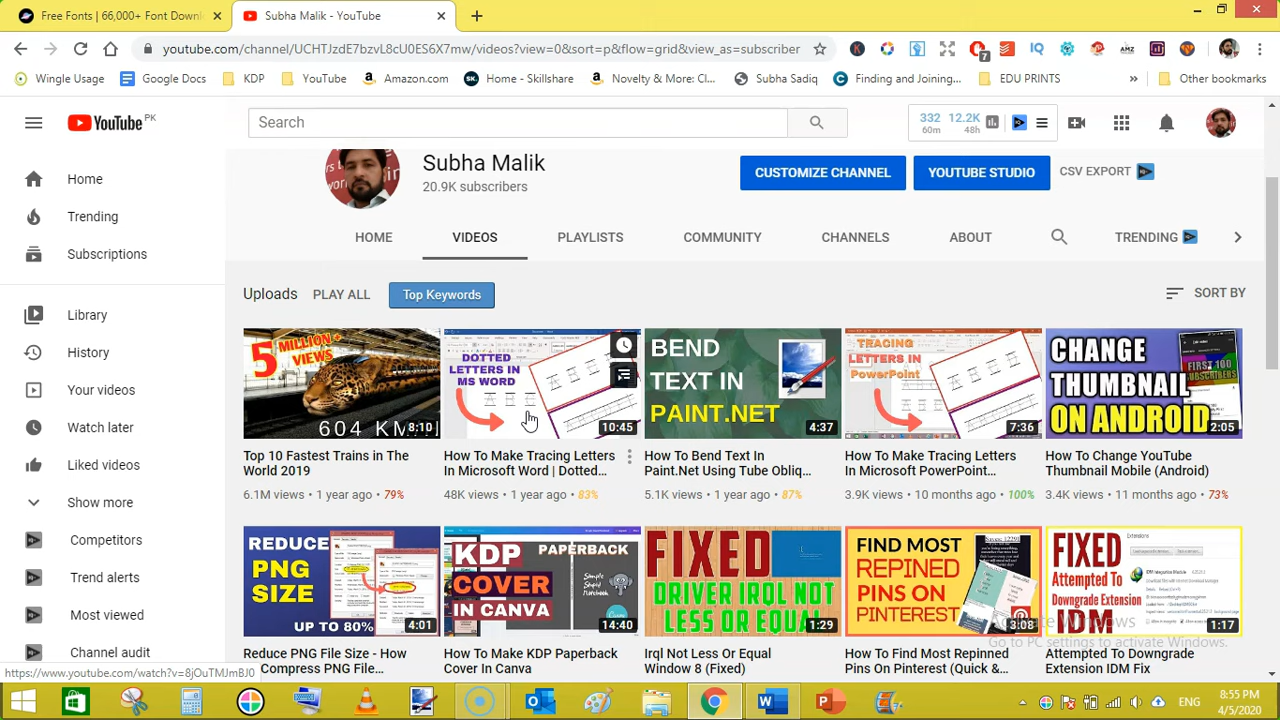 Free Fonts | 66,000+ Font Downl
Subha Malik - YouTube
youtube.com/channel/UCHTJzdE7bzvL8cU0ES6X7mw/videos?view=0&sort=p&flow=grid&view_as=subscriber
Wingle Usage
Google Docs
KDP
YouTube
Amazon.com
Home - Skillshare
Novelty & More: Cl...
Subha Sadiq
Finding and Joining...
EDU PRINTS
Other bookmarks
YouTube PK
Search
332 60m
12.2K 48h
Home
Trending
Subscriptions
Library
History
Your videos
Watch later
Liked videos
Show more
Competitors
Trend alerts
Most viewed
Channel audit
Subha Malik
20.9K subscribers
CUSTOMIZE CHANNEL
YOUTUBE STUDIO
CSV EXPORT
HOME
VIDEOS
PLAYLISTS
COMMUNITY
CHANNELS
ABOUT
TRENDING
Uploads
PLAY ALL
Top Keywords
SORT BY
5 MILLION VIEWS
604 KM
8:10
Top 10 Fastest Trains in The
World 2019
6.1M views • 1 year ago • 79%
DOTTED
LETTERS IN
MS WORD
10:45
How To Make Tracing Letters
In Microsoft Word | Dotted...
48K views • 1 year ago • 83%
BEND
TEXT IN
PAINT.NET
4:37
How To Bend Text In
Paint.Net Using Tube Obliq...
5.1K views • 1 year ago • 87%
TRACING
LETTERS IN
PowerPoint
7:36
How To Make Tracing Letters
In Microsoft PowerPoint...
3.9K views • 10 months ago • 100%
CHANGE
THUMBNAIL
ON ANDROID
FIRST 100
SUBSCRIBERS
2:05
How To Change YouTube
Thumbnail Mobile (Android)
3.4K views • 11 months ago • 73%
REDUCE
PNG
SIZE
UP TO 80%
4:01
Reduce PNG File Size - How
KDP
PAPERBACK
COVER
IN CANVA
14:40
How To Make KDP Paperback
Cover In Canva
FIXED
DRIVER IRQL NOT
LESS OR EQUAL
1:29
Irql Not Less Or Equal
Window 8 (Fixed)
FIND MOST
REPINED
PINS ON
PINTEREST
3:08
How To Find Most Repinned
Pins On Pinterest (Quick &...
FIXED
Attempted To
Downgrade
Extension
IDM
Extensions
1:17
Attempted To Downgrade
Extension IDM Fix
Activate Windows
Go to PC settings to activate Windows.
https://www.youtube.com/watch?v=8jOuTMJmBJ0
ENG
8:55 PM
4/5/2020